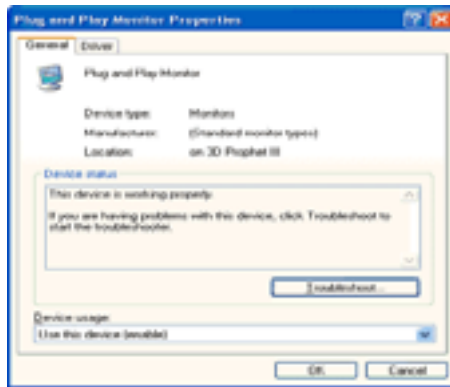 Plug and Play Monitor Properties
General Driver
Plug and Play Monitor
Device type: Monitors
Manufacturer: (Standard monitor types)
Location: on 3D Prophet III
Device status
This device is working properly.
If you are having problems with this device, click Troubleshoot to
start the troubleshooter.
Troubleshoot...
Device usage:
Use this device (enable)
OK Cancel